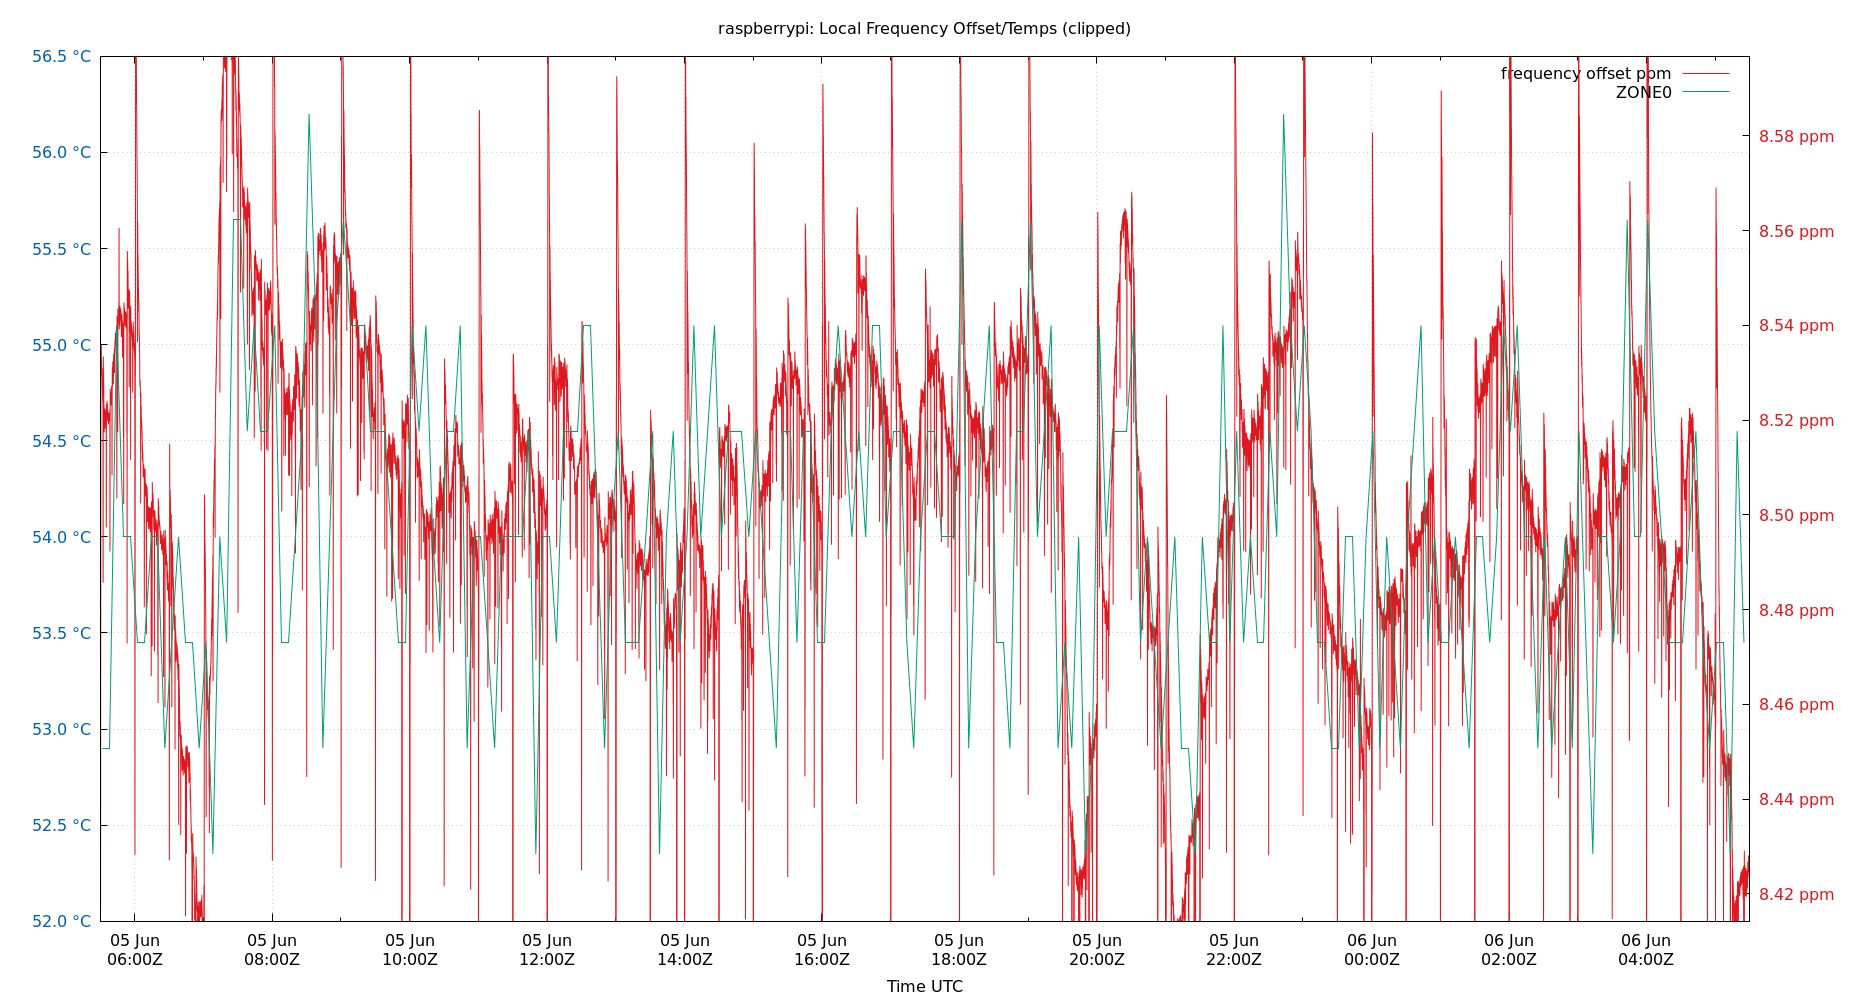 raspberrypi: Local Frequency Offset/Temps (clipped)
frequency offset ppm
ZONE0
56.5 °C
56.0 °C
55.5 °C
55.0 °C
54.5 °C
54.0 °C
53.5 °C
53.0 °C
52.5 °C
52.0 °C
8.58 ppm
8.56 ppm
8.54 ppm
8.52 ppm
8.50 ppm
8.48 ppm
8.46 ppm
8.44 ppm
8.42 ppm
05 Jun 05 Jun 05 Jun 05 Jun 05 Jun 05 Jun 05 Jun 05 Jun 05 Jun 06 Jun 06 Jun 06 Jun
06:00Z 08:00Z 10:00Z 12:00Z 14:00Z 16:00Z 18:00Z 20:00Z 22:00Z 00:00Z 02:00Z 04:00Z
Time UTC